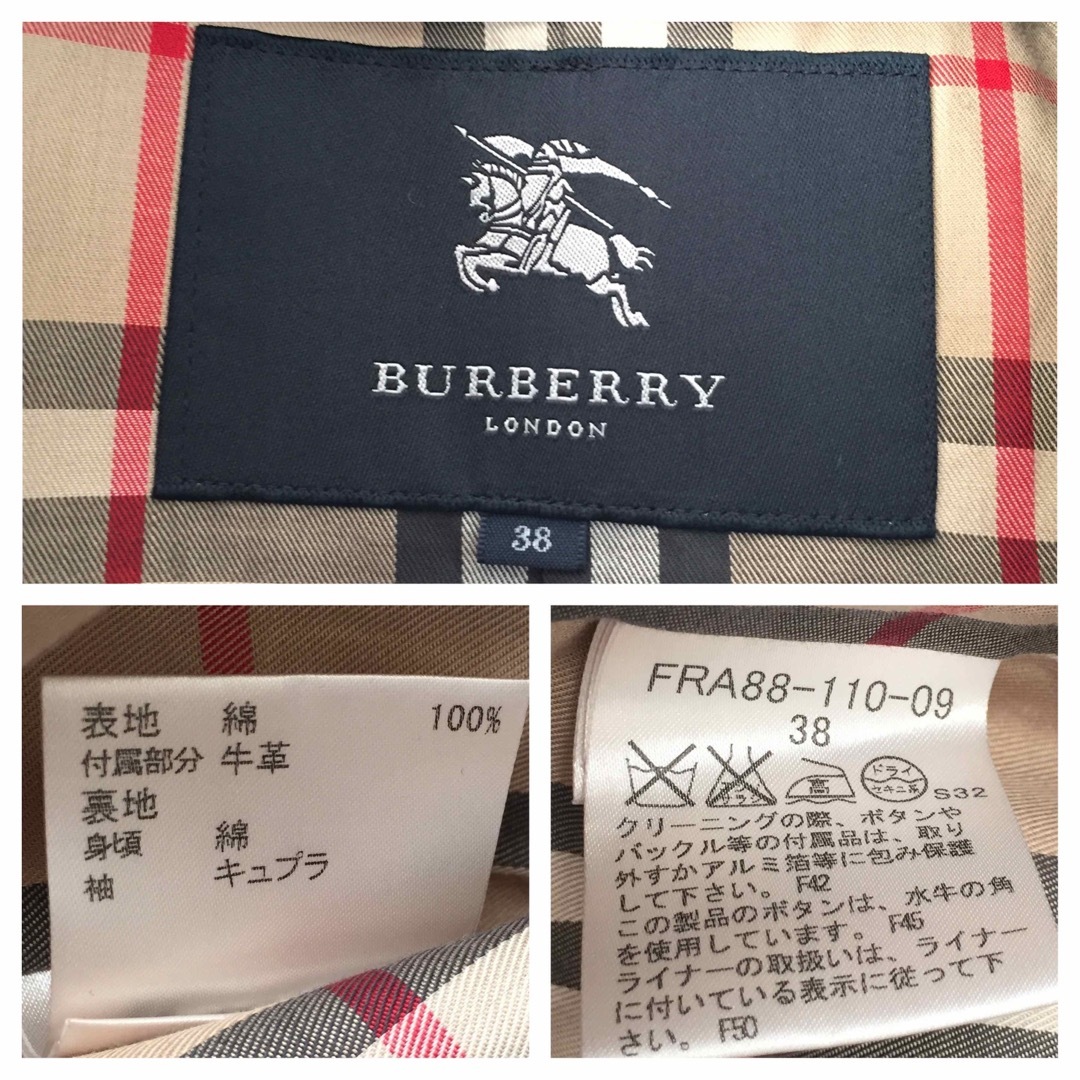 BURBERRY
LONDON
38
表地 綿 100%
付属部分 牛革
裏地
身頃 綿
袖 キュプラ
FRA88-110-09
38
エンソサラシ
高
ドライ
セキユ系
S32
クリーニングの際、ボタンや
バックル等の付属品は、取り
外すかアルミ箔等に包み保護
して下さい。 F42
この製品のボタンは、水牛の角
を使用しています。 F45
ライナーの取扱いは、ライナー
に付いている表示に従って下
さい。 F50